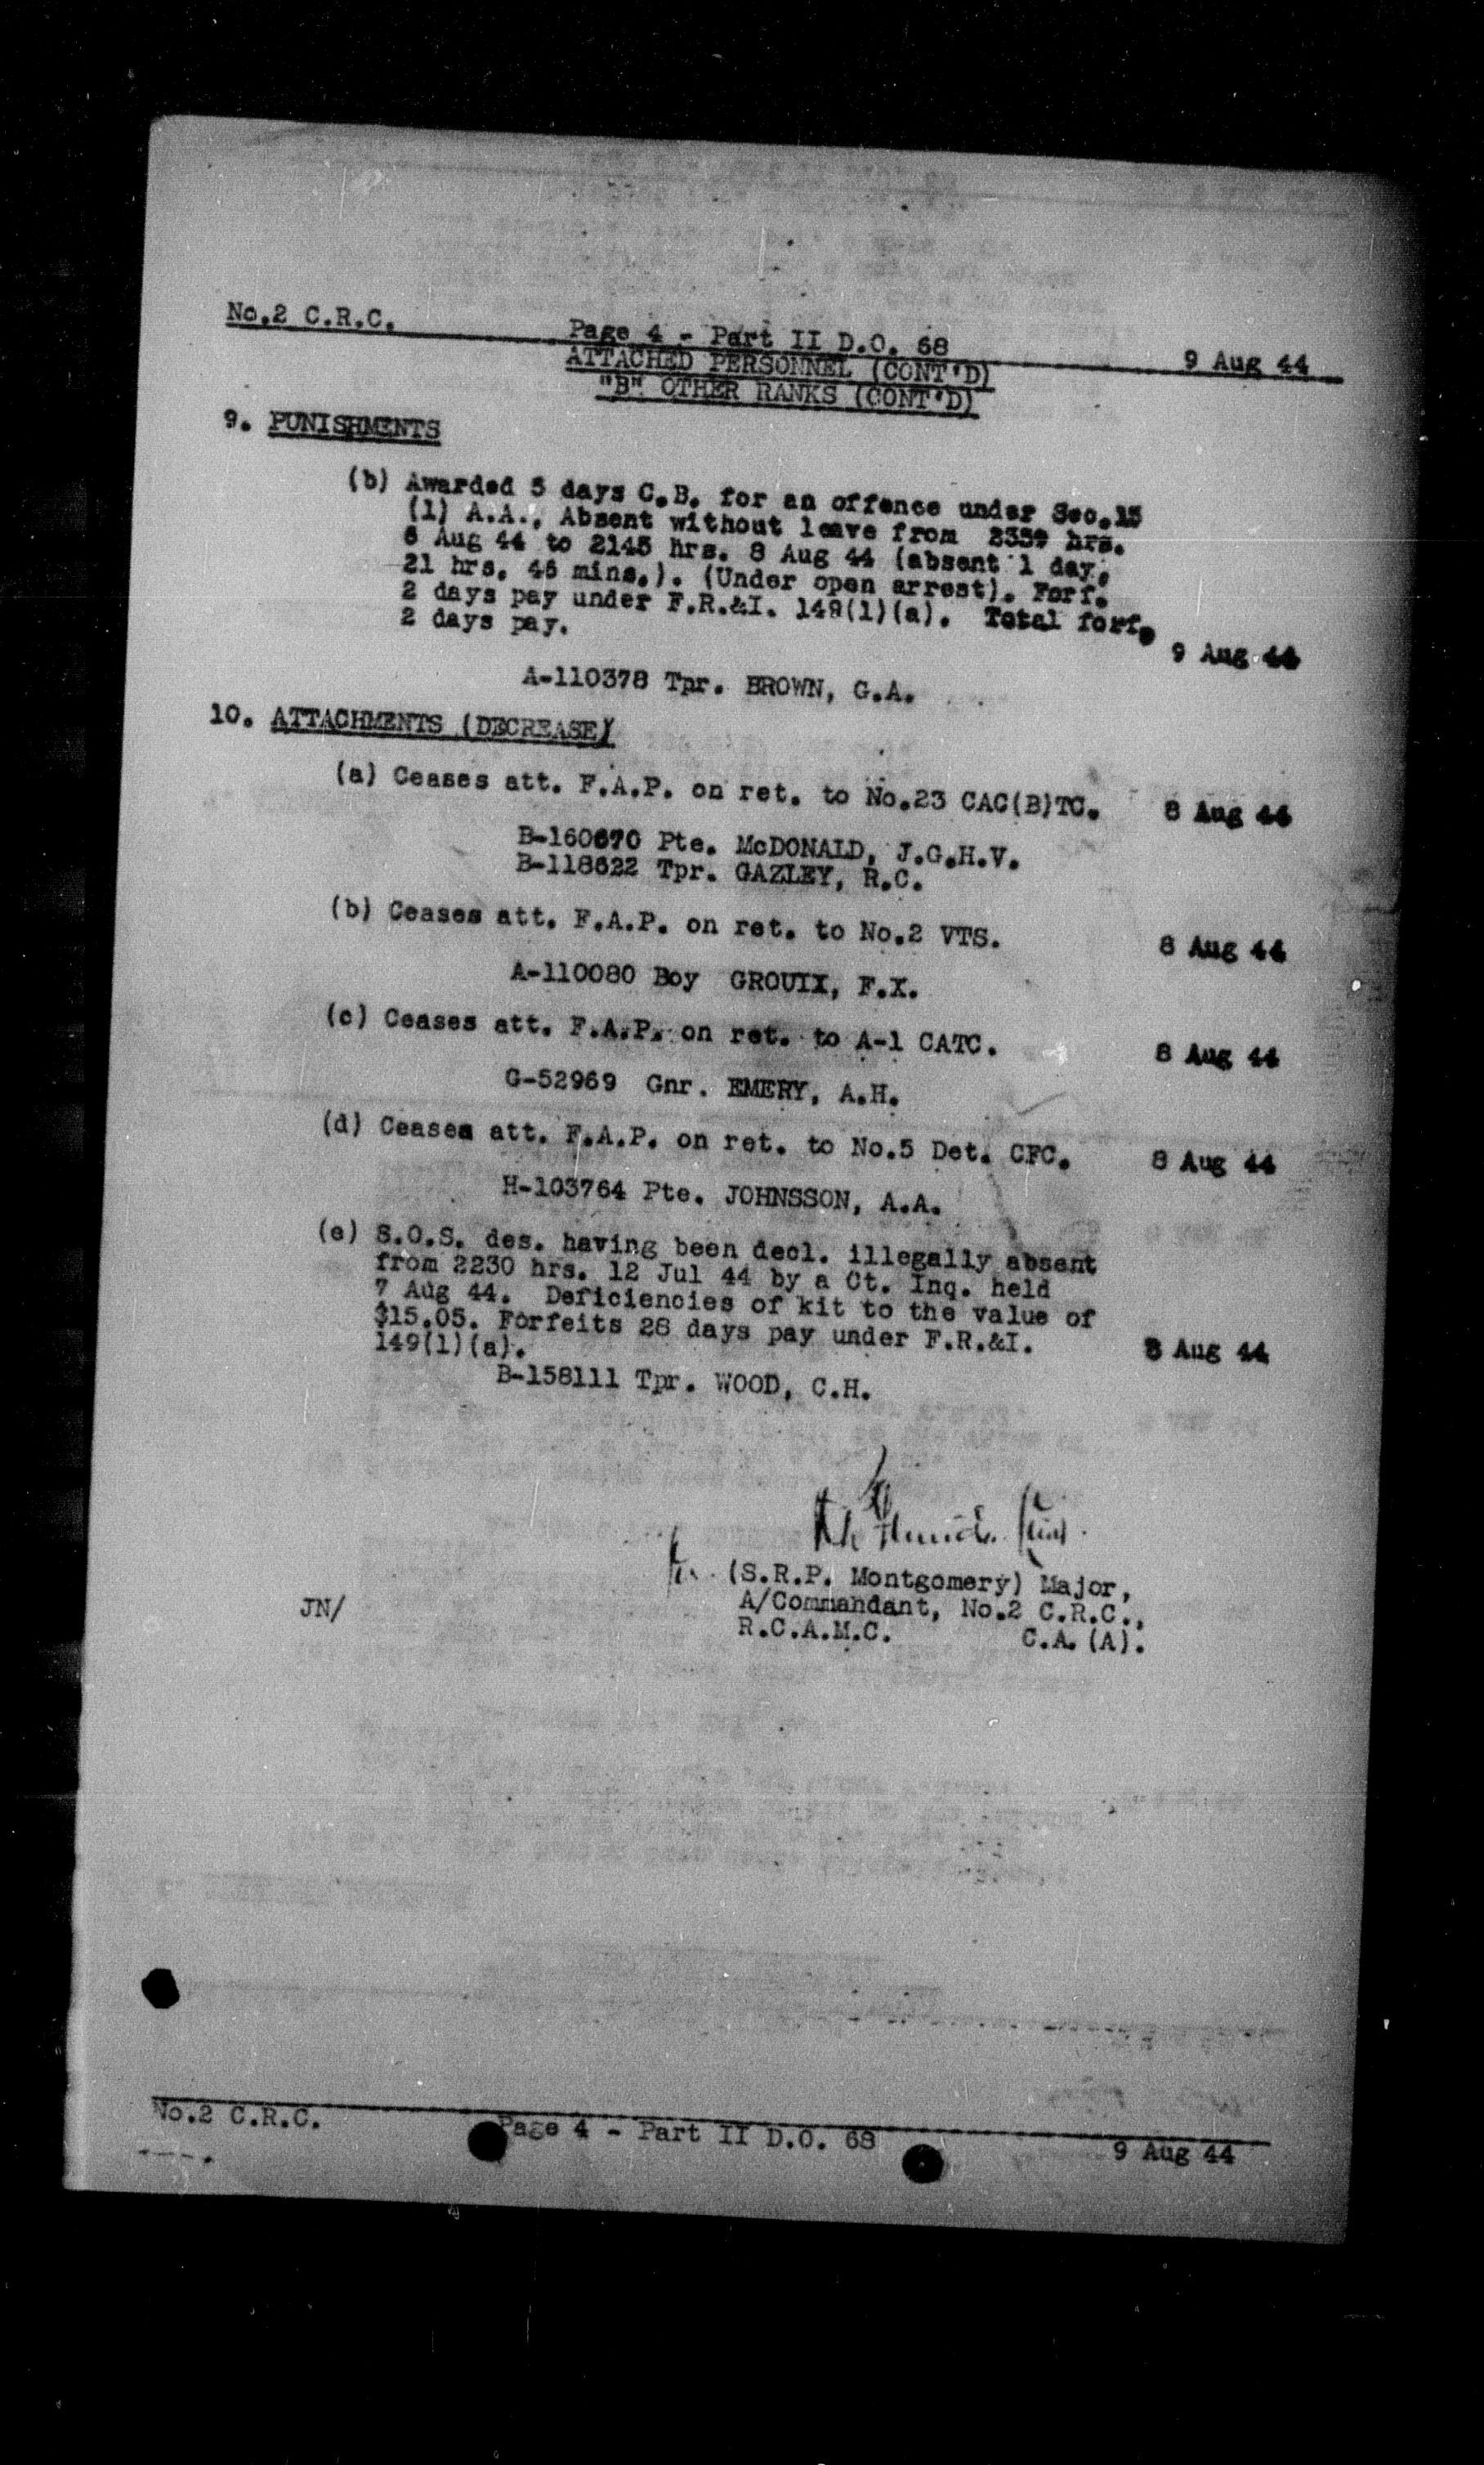 No.2 C.R.C. Page 4 - Part II D.O. 68 9 Aug 44
ATTACHED PERSONNEL (CONT'D)
"B" OTHER RANKS (CONT'D)
9. PUNISHMENTS
(b) Awarded 5 days C.B. for an offence under Sec.15
(1) A.A., Absent without leave from 2359 hrs.
6 Aug 44 to 2145 hrs. 8 Aug 44 (absent 1 day,
21 hrs. 46 mins.). (Under open arrest). Forf.
2 days pay under F.R.&I. 149(1)(a). Total forf.
2 days pay. 9 Aug 44
A-110378 Tpr. BROWN, G.A.
10. ATTACHMENTS (DECREASE)
(a) Ceases att. F.A.P. on ret. to No.23 CAC(B)TC. 8 Aug 44
B-160670 Pte. McDONALD, J.G.H.V.
B-118622 Tpr. GAZLEY, R.C.
(b) Ceases att. F.A.P. on ret. to No.2 VTS. 8 Aug 44
A-110080 Boy GROUIX, F.X.
(c) Ceases att. F.A.P. on ret. to A-1 CATC. 8 Aug 44
G-52969 Gnr. EMERY, A.H.
(d) Ceases att. F.A.P. on ret. to No.5 Det. CFC. 8 Aug 44
H-103764 Pte. JOHNSSON, A.A.
(e) S.O.S. des. having been decl. illegally absent
from 2230 hrs. 12 Jul 44 by a Ct. Inq. held
7 Aug 44. Deficiencies of kit to the value of
$15.05. Forfeits 28 days pay under F.R.&I.
149(1)(a). 8 Aug 44
B-158111 Tpr. WOOD, C.H.
for (S.R.P. Montgomery) Major,
JN/ A/Commandant, No.2 C.R.C.,
R.C.A.M.C. C.A.(A).
No.2 C.R.C. Page 4 - Part II D.O. 68 9 Aug 44